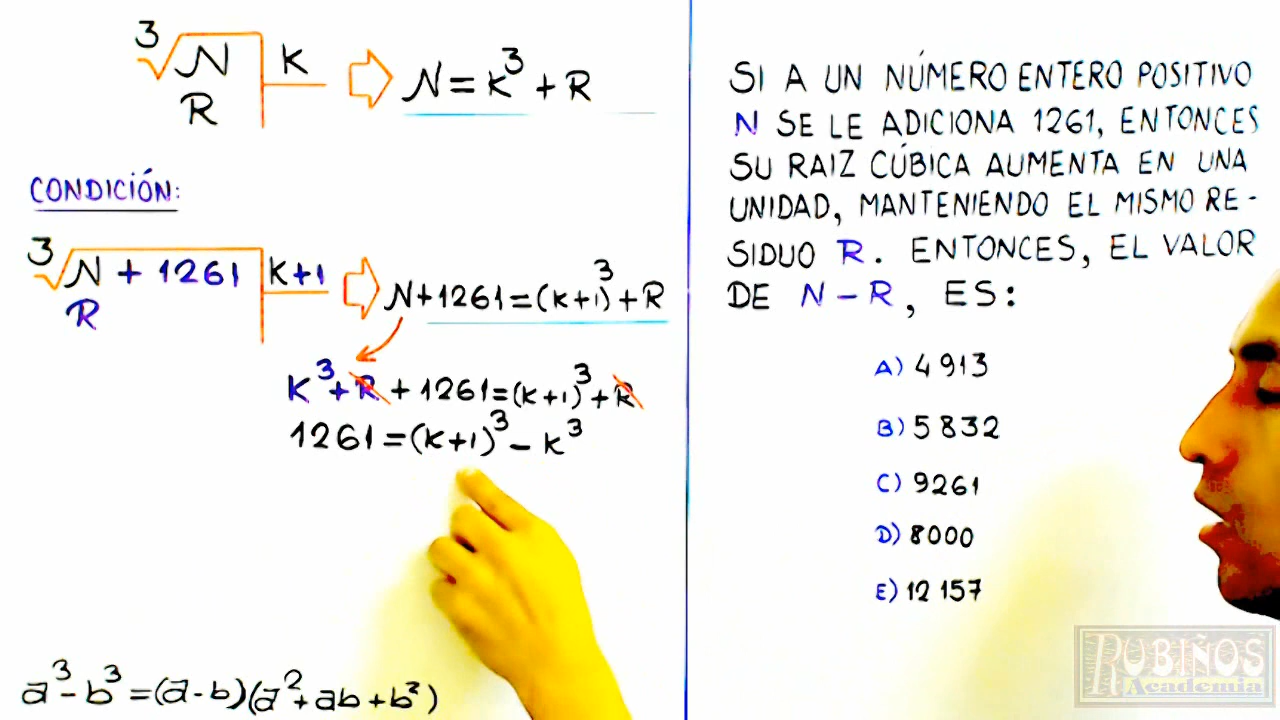 ³√N | K ⇨ N = K³ + R
R
CONDICIÓN:
³√N + 1261 | K+1 ⇨ N+1261=(K+1)³+R
R
K³+R + 1261=(K+1)³+R
1261=(K+1)³-K³
a³-b³=(a-b)(a²+ab+b²)
SI A UN NÚMERO ENTERO POSITIVO
N SE LE ADICIONA 1261, ENTONCES
SU RAIZ CÚBICA AUMENTA EN UNA
UNIDAD, MANTENIENDO EL MISMO RE-
SIDUO R. ENTONCES, EL VALOR
DE N-R, ES:
A) 4913
B) 5832
C) 9261
D) 8000
E) 12157
RUBIÑOS
Academia